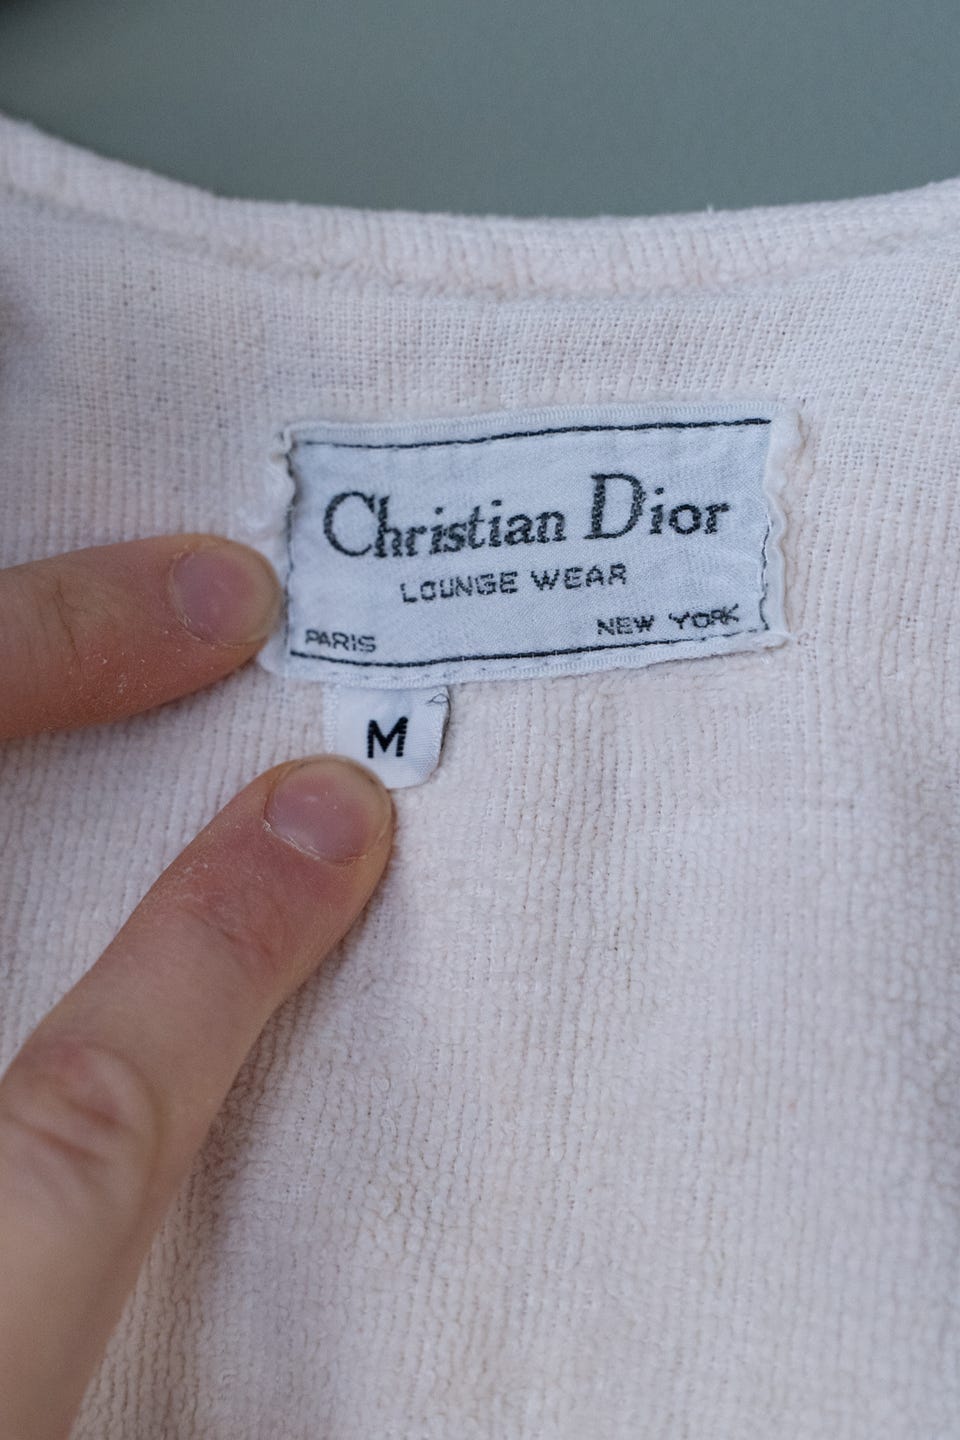 Christian Dior
LOUNGE WEAR
PARIS NEW YORK
M